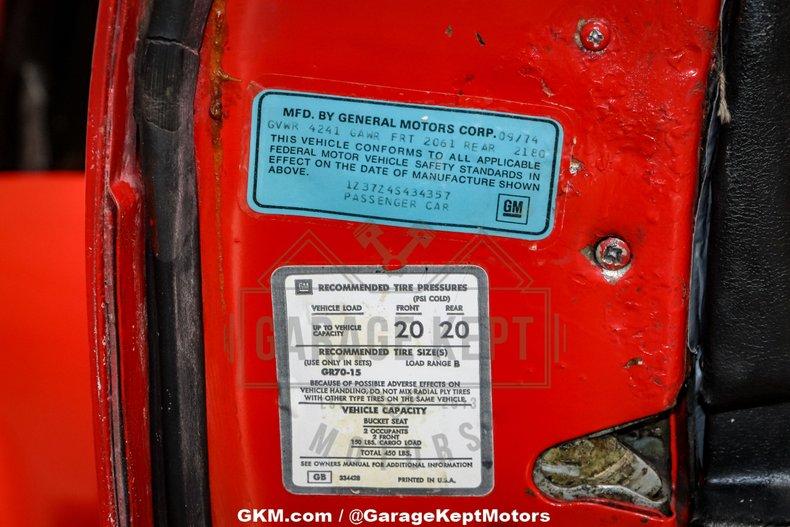 MFD. BY GENERAL MOTORS CORP. 09/74
GVWR 4241 GAWR FRT 2061 REAR 2180
THIS VEHICLE CONFORMS TO ALL APPLICABLE
FEDERAL MOTOR VEHICLE SAFETY STANDARDS IN
EFFECT ON THE DATE OF MANUFACTURE SHOWN
ABOVE.
1Z37Z4S434357
PASSENGER CAR
GM
GM RECOMMENDED TIRE PRESSURES
(PSI COLD)
VEHICLE LOAD FRONT REAR
UP TO VEHICLE
CAPACITY 20 20
RECOMMENDED TIRE SIZE(S)
(USE ONLY IN SETS) LOAD RANGE B
GR70-15
BECAUSE OF POSSIBLE ADVERSE EFFECTS ON
VEHICLE HANDLING, DO NOT MIX RADIAL PLY TIRES
WITH OTHER TYPE TIRES ON THE SAME VEHICLE.
VEHICLE CAPACITY
BUCKET SEAT
2 OCCUPANTS
2 FRONT
150 LBS. CARGO LOAD
TOTAL 450 LBS.
SEE OWNERS MANUAL FOR ADDITIONAL INFORMATION
GB 334428 PRINTED IN U.S.A.
GARAGE KEPT
MOTORS
GKM.com / @GarageKeptMotors